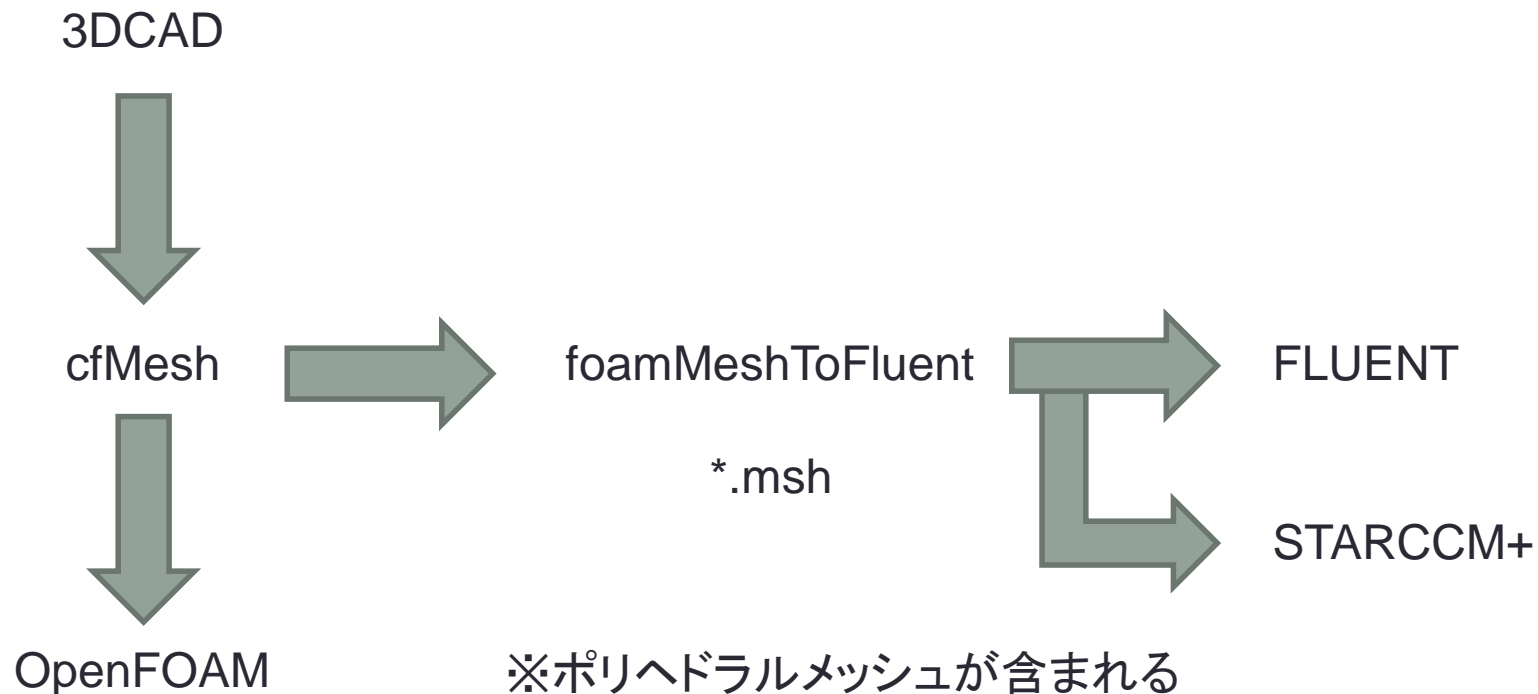 3DCAD
cfMesh
foamMeshToFluent
FLUENT
*.msh
STARCCM+
OpenFOAM
※ポリヘドラルメッシュが含まれる